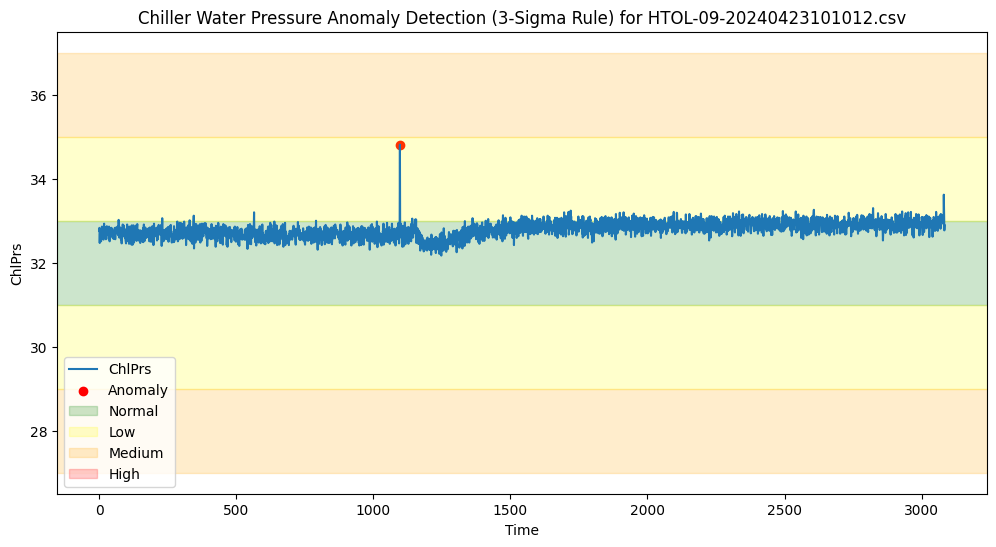 Chiller Water Pressure Anomaly Detection (3-Sigma Rule) for HTOL-09-20240423101012.csv
36
34
32
30
28
ChlPrs
ChlPrs
Anomaly
Normal
Low
Medium
High
0
500
1000
1500
2000
2500
3000
Time